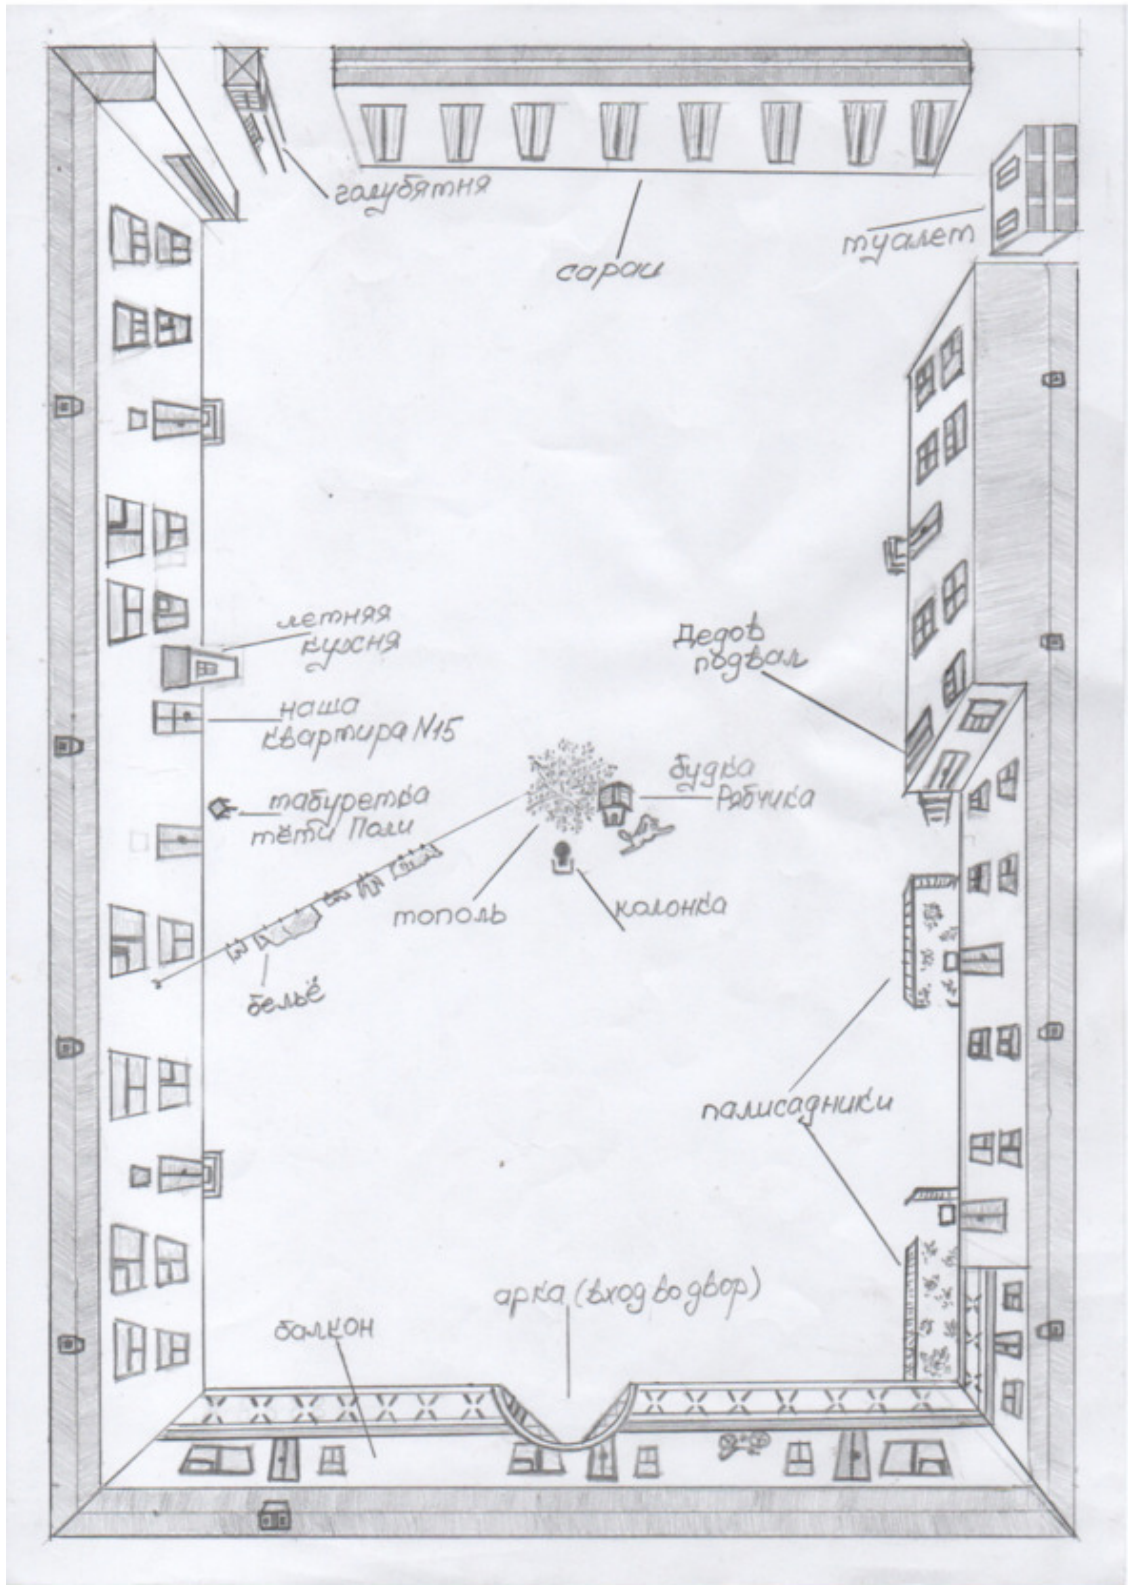 голубятня
сараи
туалет
летняя
кухня
Дедов
подвал
наша
квартира N15
будка
Рябчика
табуретка
тёти Поли
тополь
колонка
бельё
палисадники
арка (вход во двор)
балкон